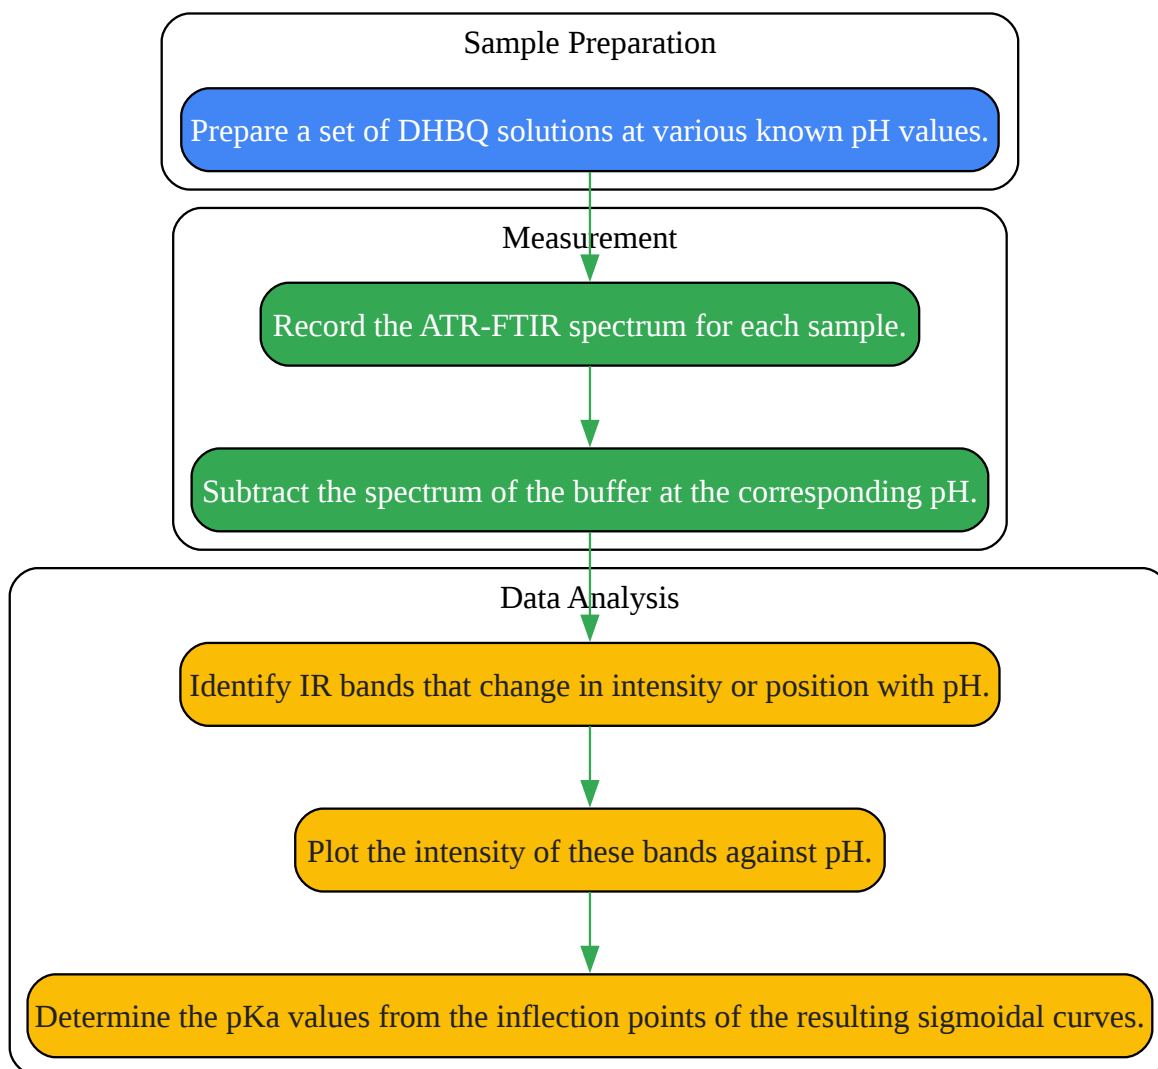 Sample Preparation
Prepare a set of DHBQ solutions at various known pH values.
Measurement
Record the ATR-FTIR spectrum for each sample.
Subtract the spectrum of the buffer at the corresponding pH.
Data Analysis
Identify IR bands that change in intensity or position with pH.
Plot the intensity of these bands against pH.
Determine the pKa values from the inflection points of the resulting sigmoidal curves.